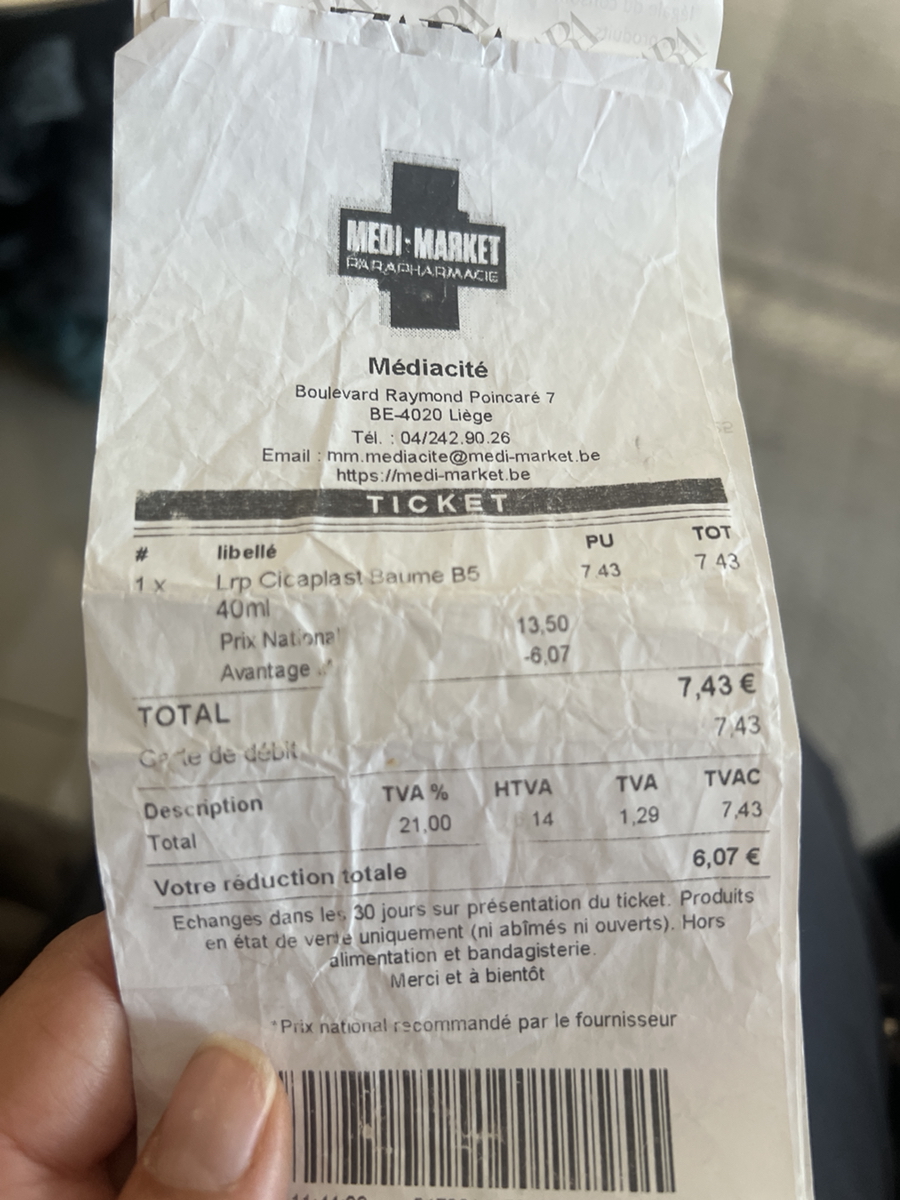 MEDI-MARKET
PARAPHARMACIE
Médiacité
Boulevard Raymond Poincaré 7
BE-4020 Liège
Tél. : 04/242.90.26
Email : mm.mediacite@medi-market.be
https://medi-market.be
TICKET
# libellé PU TOT
1 x Lrp Cicaplast Baume B5 7.43 7 43
40ml
Prix National 13,50
Avantage -6,07
TOTAL 7,43 €
Carte de débit 7,43
Description TVA % HTVA TVA TVAC
Total 21,00 6 14 1,29 7,43
Votre réduction totale 6,07 €
Echanges dans les 30 jours sur présentation du ticket. Produits
en état de vente uniquement (ni abîmés ni ouverts). Hors
alimentation et bandagisterie.
Merci et à bientôt
*Prix national recommandé par le fournisseur